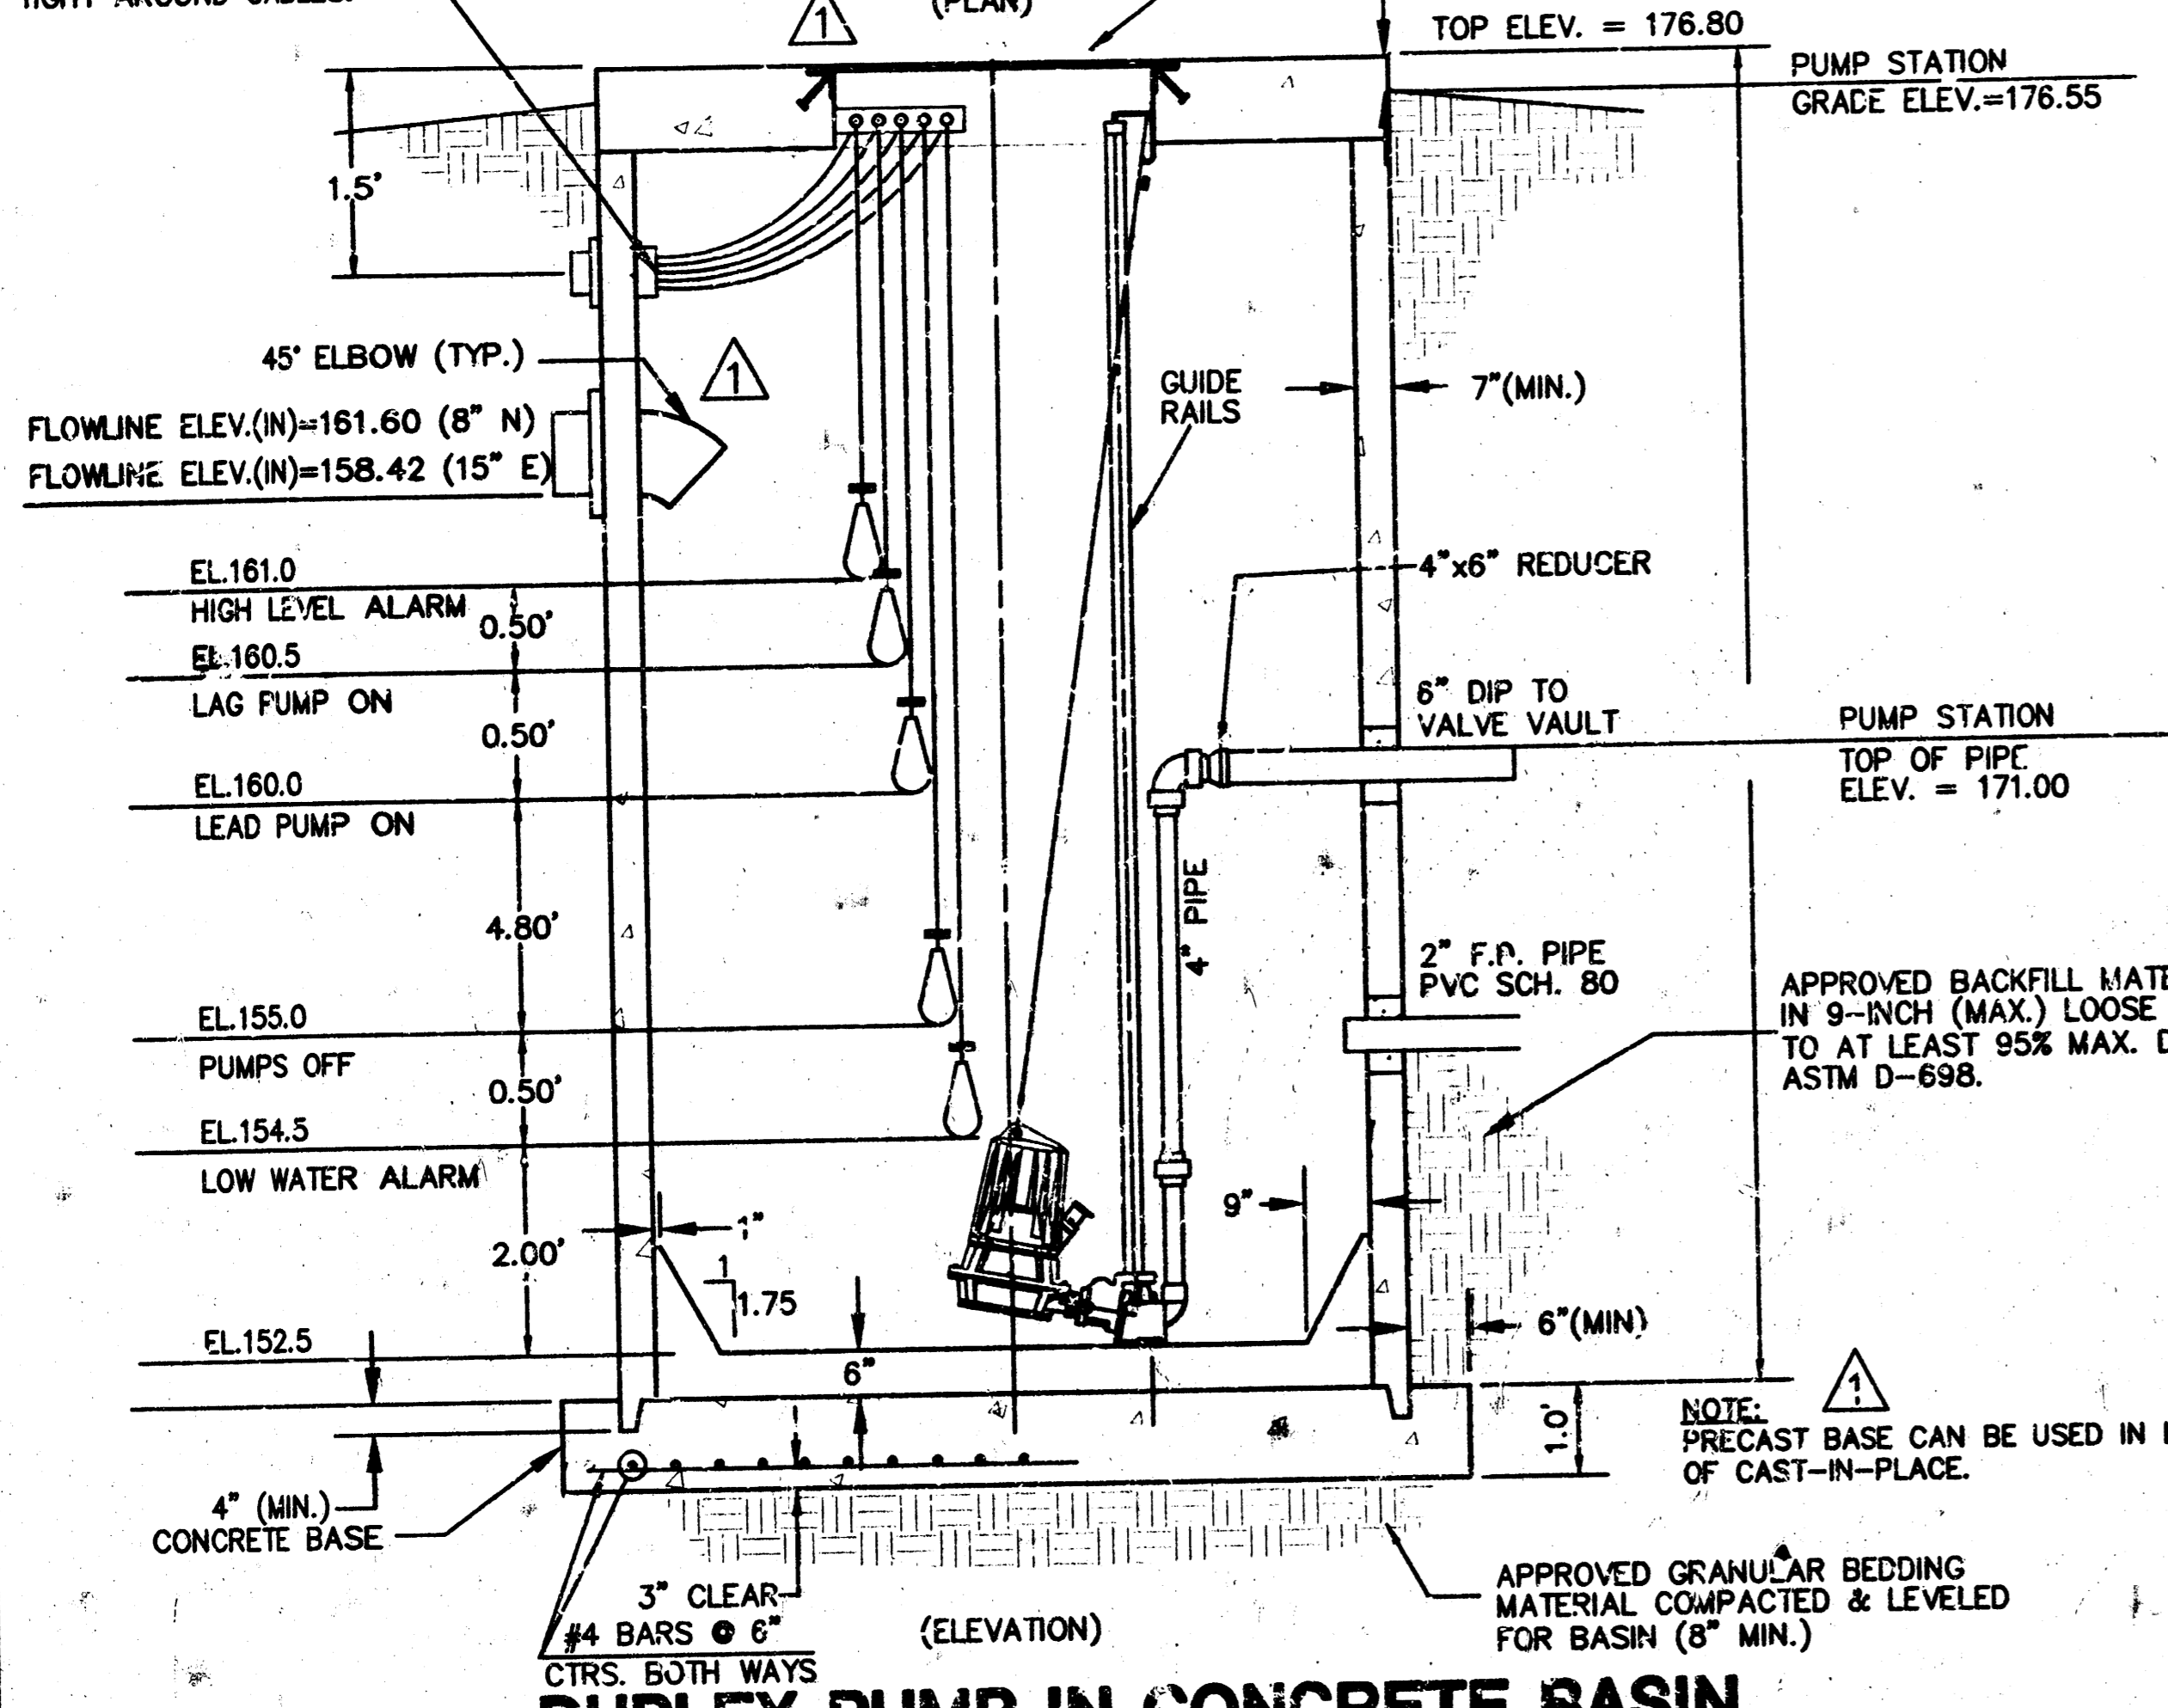 TIGHT AROUND CABLES.
(PLAN)
1
TOP ELEV. = 176.80
PUMP STATION
GRADE ELEV.=176.55
1.5'
45° ELBOW (TYP.)
1
FLOWLINE ELEV.(IN)=161.60 (8" N)
FLOWLINE ELEV.(IN)=158.42 (15" E)
GUIDE
RAILS
7"(MIN.)
EL.161.0
HIGH LEVEL ALARM
0.50'
4"x6" REDUCER
EL.160.5
LAG PUMP ON
0.50'
6" DIP TO
VALVE VAULT
PUMP STATION
TOP OF PIPE
ELEV. = 171.00
EL.160.0
LEAD PUMP ON
4.80'
4" PIPE
2" F.P. PIPE
PVC SCH. 80
APPROVED BACKFILL
IN 9-INCH (MAX.) LOOSE
TO AT LEAST 95% MAX.
ASTM D-698.
EL.155.0
PUMPS OFF
0.50'
EL.154.5
LOW WATER ALARM
1"
9"
2.00'
1
1.75
6"(MIN)
EL.152.5
6"
1.0'
1
NOTE:
PRECAST BASE CAN BE USED IN
OF CAST-IN-PLACE.
4" (MIN.)
CONCRETE BASE
3" CLEAR
#4 BARS @ 6"
CTRS. BOTH WAYS
(ELEVATION)
APPROVED GRANULAR BEDDING
MATERIAL COMPACTED & LEVELED
FOR BASIN (8" MIN.)
DUPLEX PUMP IN CONCRETE BASIN